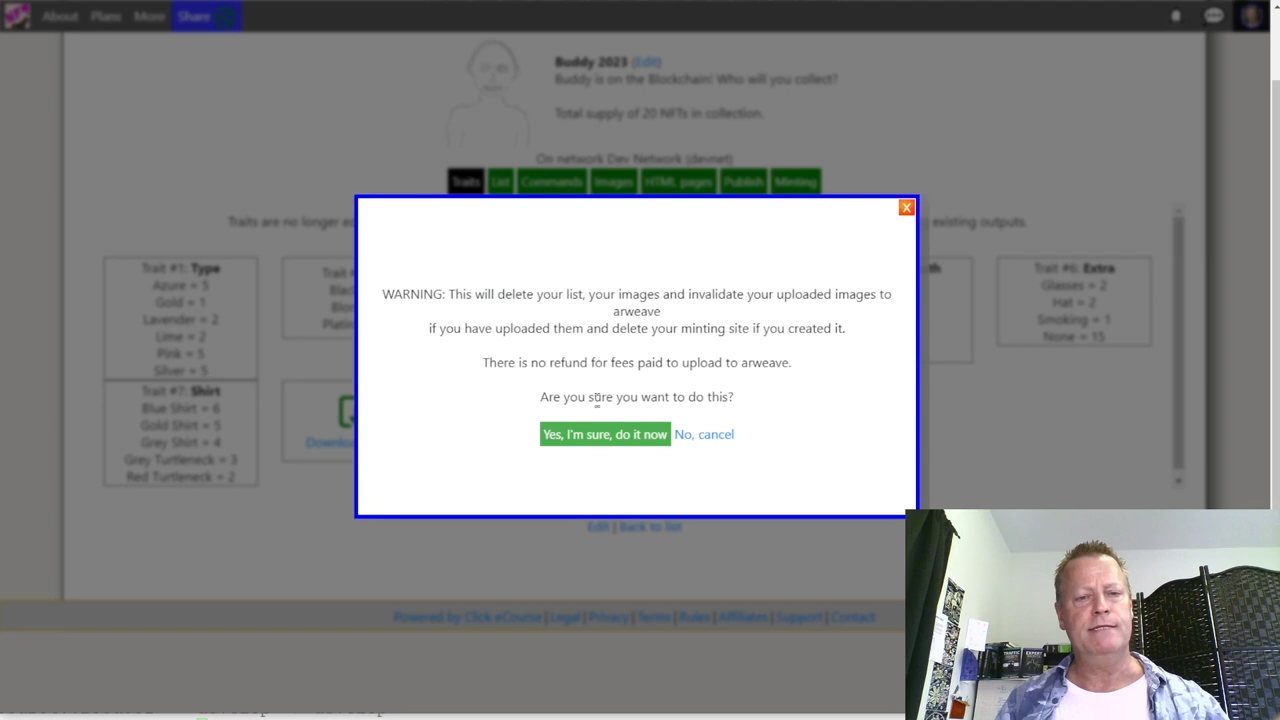 About Plans More Share
Buddy 2023 (Edit)
Buddy is on the Blockchain! Who will you collect?
Total supply of 20 NFTs in collection.
On network Dev Network (devnet)
Traits List Commands Images HTML pages Publish Minting
Traits are no longer
existing outputs.
X
WARNING: This will delete your list, your images and invalidate your uploaded images to
arweave
if you have uploaded them and delete your minting site if you created it.
There is no refund for fees paid to upload to arweave.
Are you sure you want to do this?
Yes, I'm sure, do it now No, cancel
Trait #1: Type
Azure = 5
Gold = 1
Lavender = 2
Lime = 2
Pink = 5
Silver = 5
Trait #6: Extra
Glasses = 2
Hat = 2
Smoking = 1
None = 15
Trait #7: Shirt
Blue Shirt = 6
Gold Shirt = 5
Grey Shirt = 4
Grey Turtleneck = 3
Red Turtleneck = 2
Edit | Back to list
Powered by Click eCourse | Legal | Privacy | Terms | Rules | Affiliates | Support | Contact
TRAFFIC
EXPERT